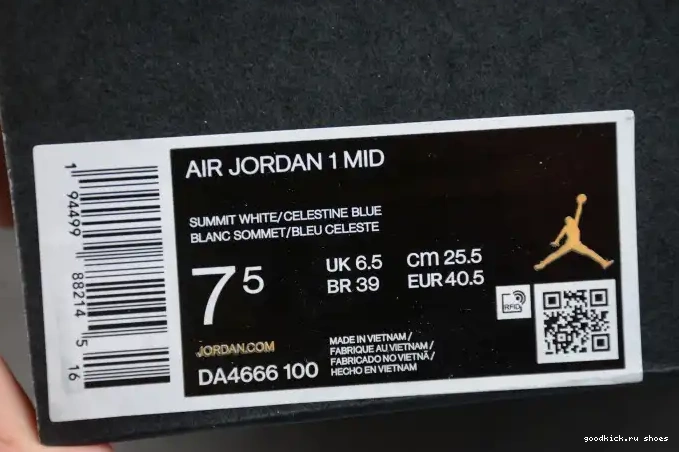 AIR JORDAN 1 MID
SUMMIT WHITE/CELESTINE BLUE
BLANC SOMMET/BLEU CELESTE
7 5
UK 6.5 cm 25.5
BR 39 EUR 40.5
JORDAN.COM
DA4666 100
MADE IN VIETNAM /
FABRIQUE AU VIETNAM /
FABRICADO NO VIETNÃ /
HECHO EN VIETNAM
1 94499 88214 5 16
goodkick.ru shoes